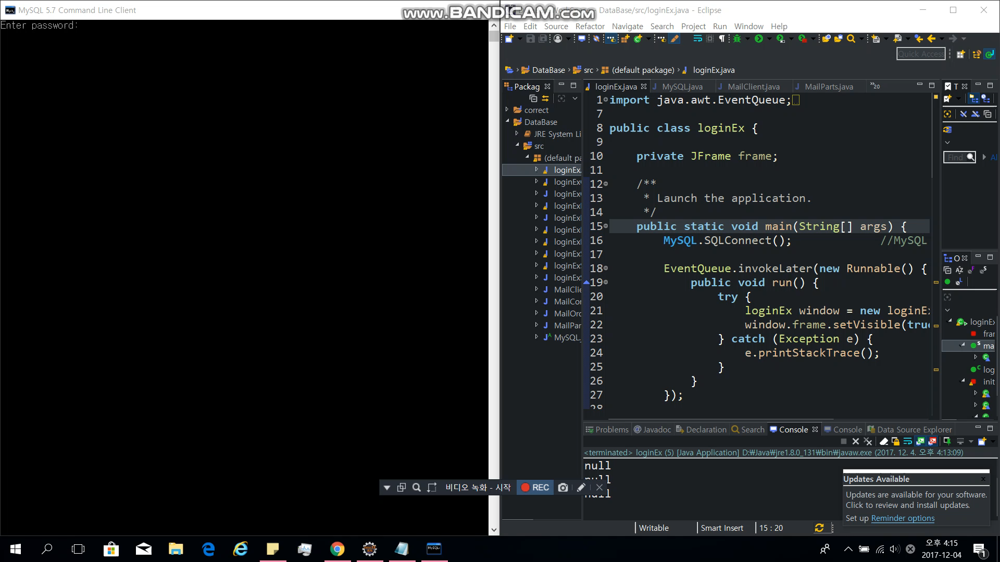 MySQL 5.7 Command Line Client
www.BANDICAM.com
DataBase/src/loginEx.java - Eclipse
Enter password:
File Edit Source Refactor Navigate Search Project Run Window Help
Quick Access
DataBase src (default package) loginEx.java
Packag
loginEx.java MySQL.java MailClient.java MailParts.java »20
T
correct
DataBase
JRE System Li
src
(default pa
loginEx.
loginEx
loginEx
loginEx
loginEx
loginEx
loginEx
loginEx
loginEx
loginEx
MailClie
MailCor
MailOrd
MailPar
MySQL.
1 import java.awt.EventQueue;
7
8 public class loginEx {
9
10 private JFrame frame;
11
12 /**
13 * Launch the application.
14 */
15 public static void main(String[] args) {
16 MySQL.SQLConnect(); //MySQL
17
18 EventQueue.invokeLater(new Runnable() {
19 public void run() {
20 try {
21 loginEx window = new loginEx
22 window.frame.setVisible(true
23 } catch (Exception e) {
24 e.printStackTrace();
25 }
26 }
27 });
28
Find Al
O
loginEx
fran
ma
log
init
Problems Javadoc Declaration Search Console Console Data Source Explorer
<terminated> loginEx (5) [Java Application] D:₩Java₩jre1.8.0_131₩bin₩javaw.exe (2017. 12. 4. 오후 4:13:09)
null
null
null
비디오 녹화 - 시작 REC
Updates Available
Updates are available for your software.
Click to review and install updates.
Set up Reminder options
Writable Smart Insert 15 : 20
오후 4:15
2017-12-04
1